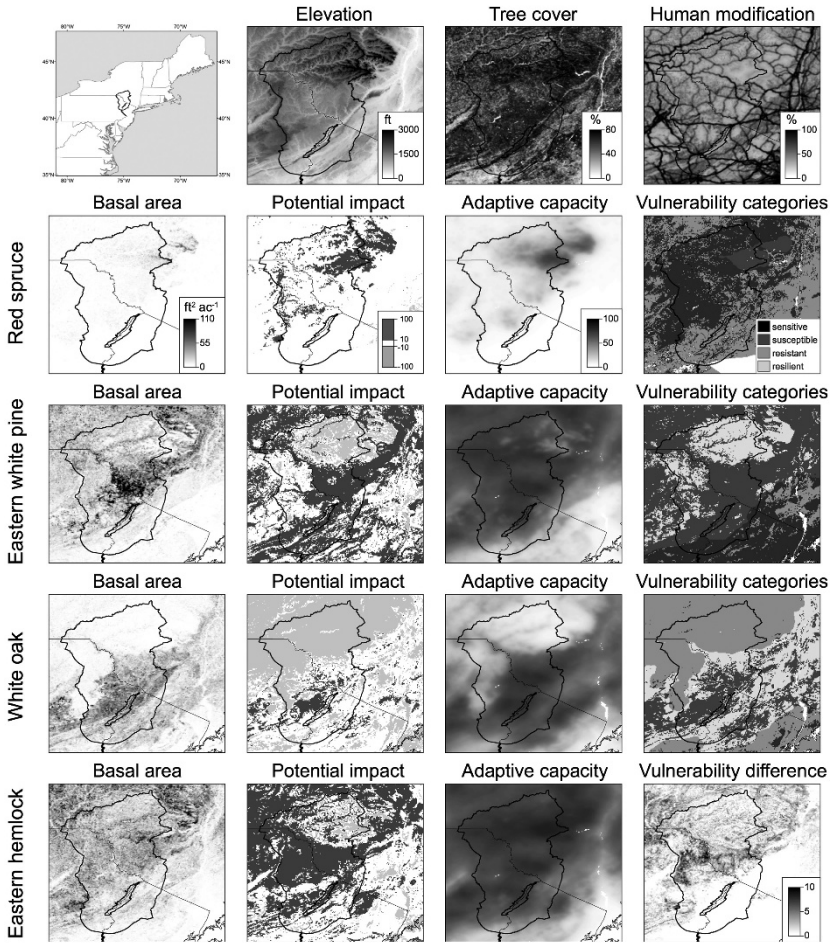 Elevation
Tree cover
Human modification
45°N
40°N
35°N
80°W
75°W
70°W
45°N
40°N
35°N
80°W
75°W
70°W
ft
3000
1500
0
%
80
40
0
%
100
50
0
Red spruce
Basal area
Potential impact
Adaptive capacity
Vulnerability categories
ft² ac⁻¹
110
55
0
100
10
-10
-100
100
50
0
sensitive
susceptible
resistant
resilient
Eastern white pine
Basal area
Potential impact
Adaptive capacity
Vulnerability categories
White oak
Basal area
Potential impact
Adaptive capacity
Vulnerability categories
Eastern hemlock
Basal area
Potential impact
Adaptive capacity
Vulnerability difference
10
5
0